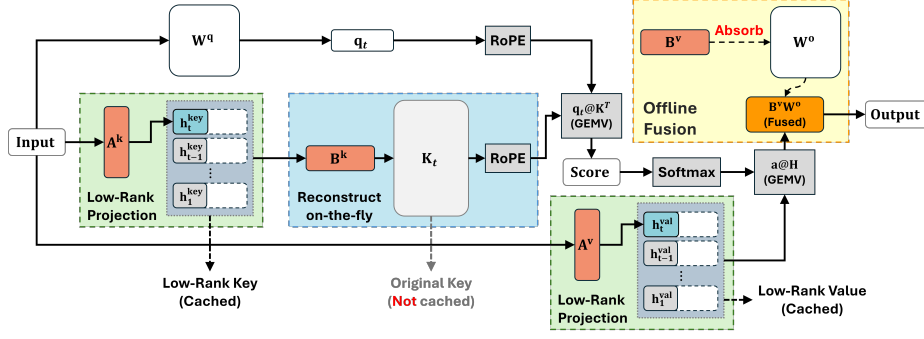 W^q
q_t
RoPE
B^v
Absorb
W^o
Offline
Fusion
B^vW^o
(Fused)
Output
Input
A^k
h_t^key
h_{t-1}^key
⋮
h_1^key
Low-Rank
Projection
B^k
K_t
RoPE
Reconstruct
on-the-fly
q_t@K^T
(GEMV)
Score
Softmax
a@H
(GEMV)
A^v
h_t^val
h_{t-1}^val
⋮
h_1^val
Low-Rank
Projection
Low-Rank Key
(Cached)
Original Key
(Not cached)
Low-Rank Value
(Cached)